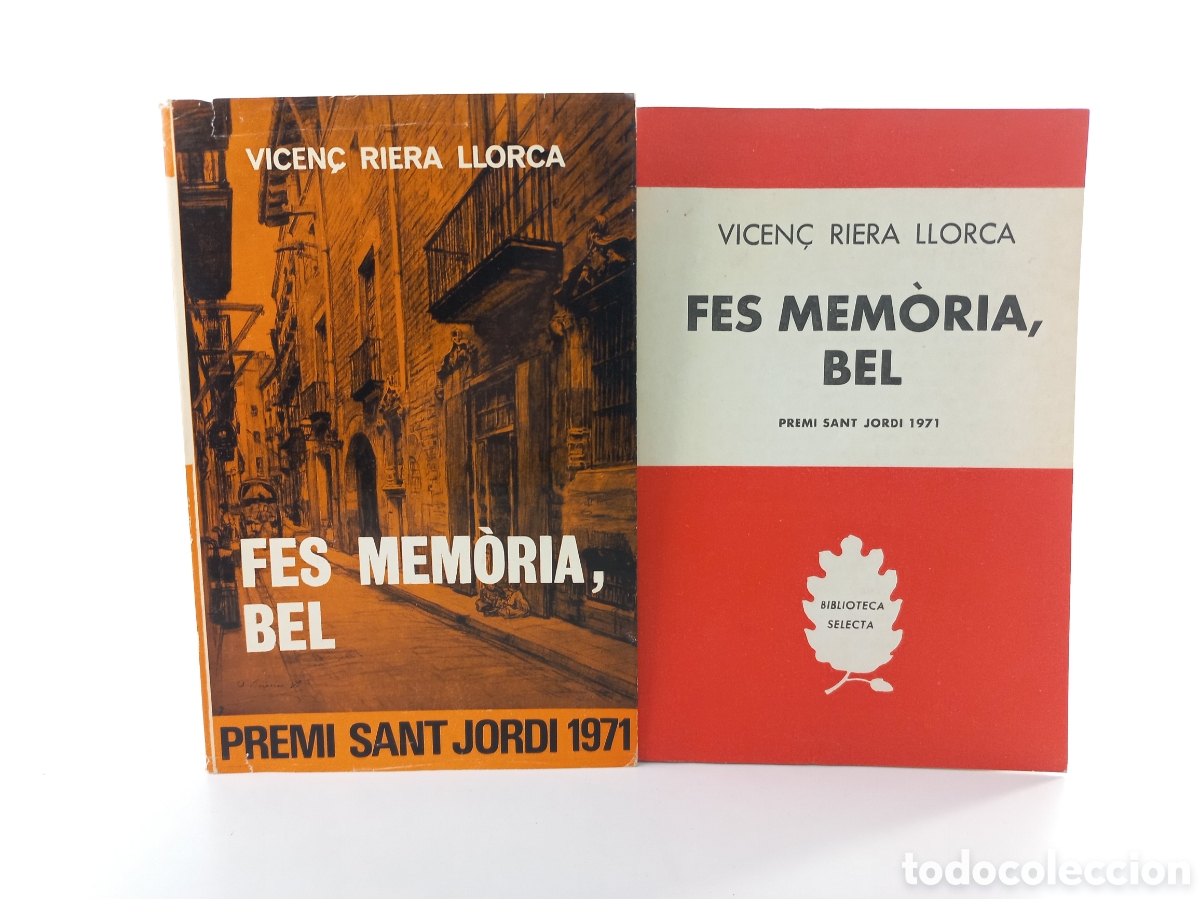 VICENÇ RIERA LLORCA
FES MEMÒRIA,
BEL
PREMI SANT JORDI 1971
VICENÇ RIERA LLORCA
FES MEMÒRIA,
BEL
PREMI SANT JORDI 1971
BIBLIOTECA
SELECTA
todocoleccion